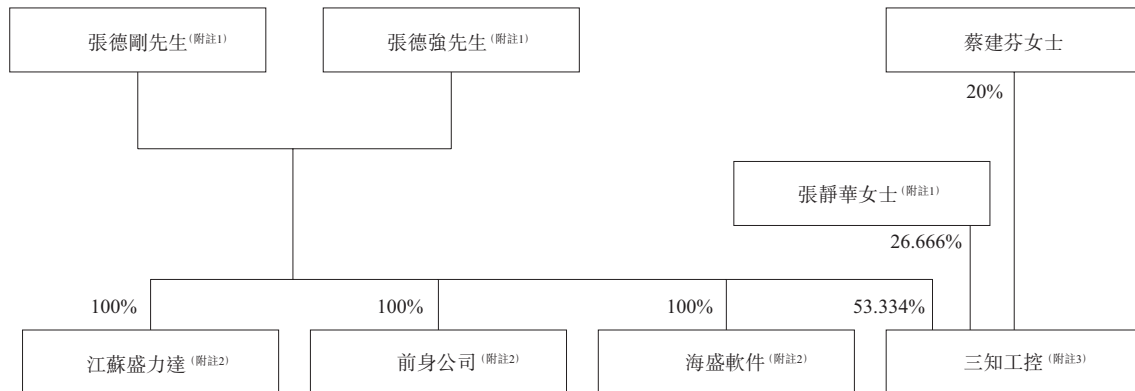 張德剛先生(附註1)
張德強先生(附註1)
蔡建芬女士
20%
張靜華女士(附註1)
26.666%
100%
100%
100%
53.334%
江蘇盛力達(附註2)
前身公司(附註2)
海盛軟件(附註2)
三知工控(附註3)